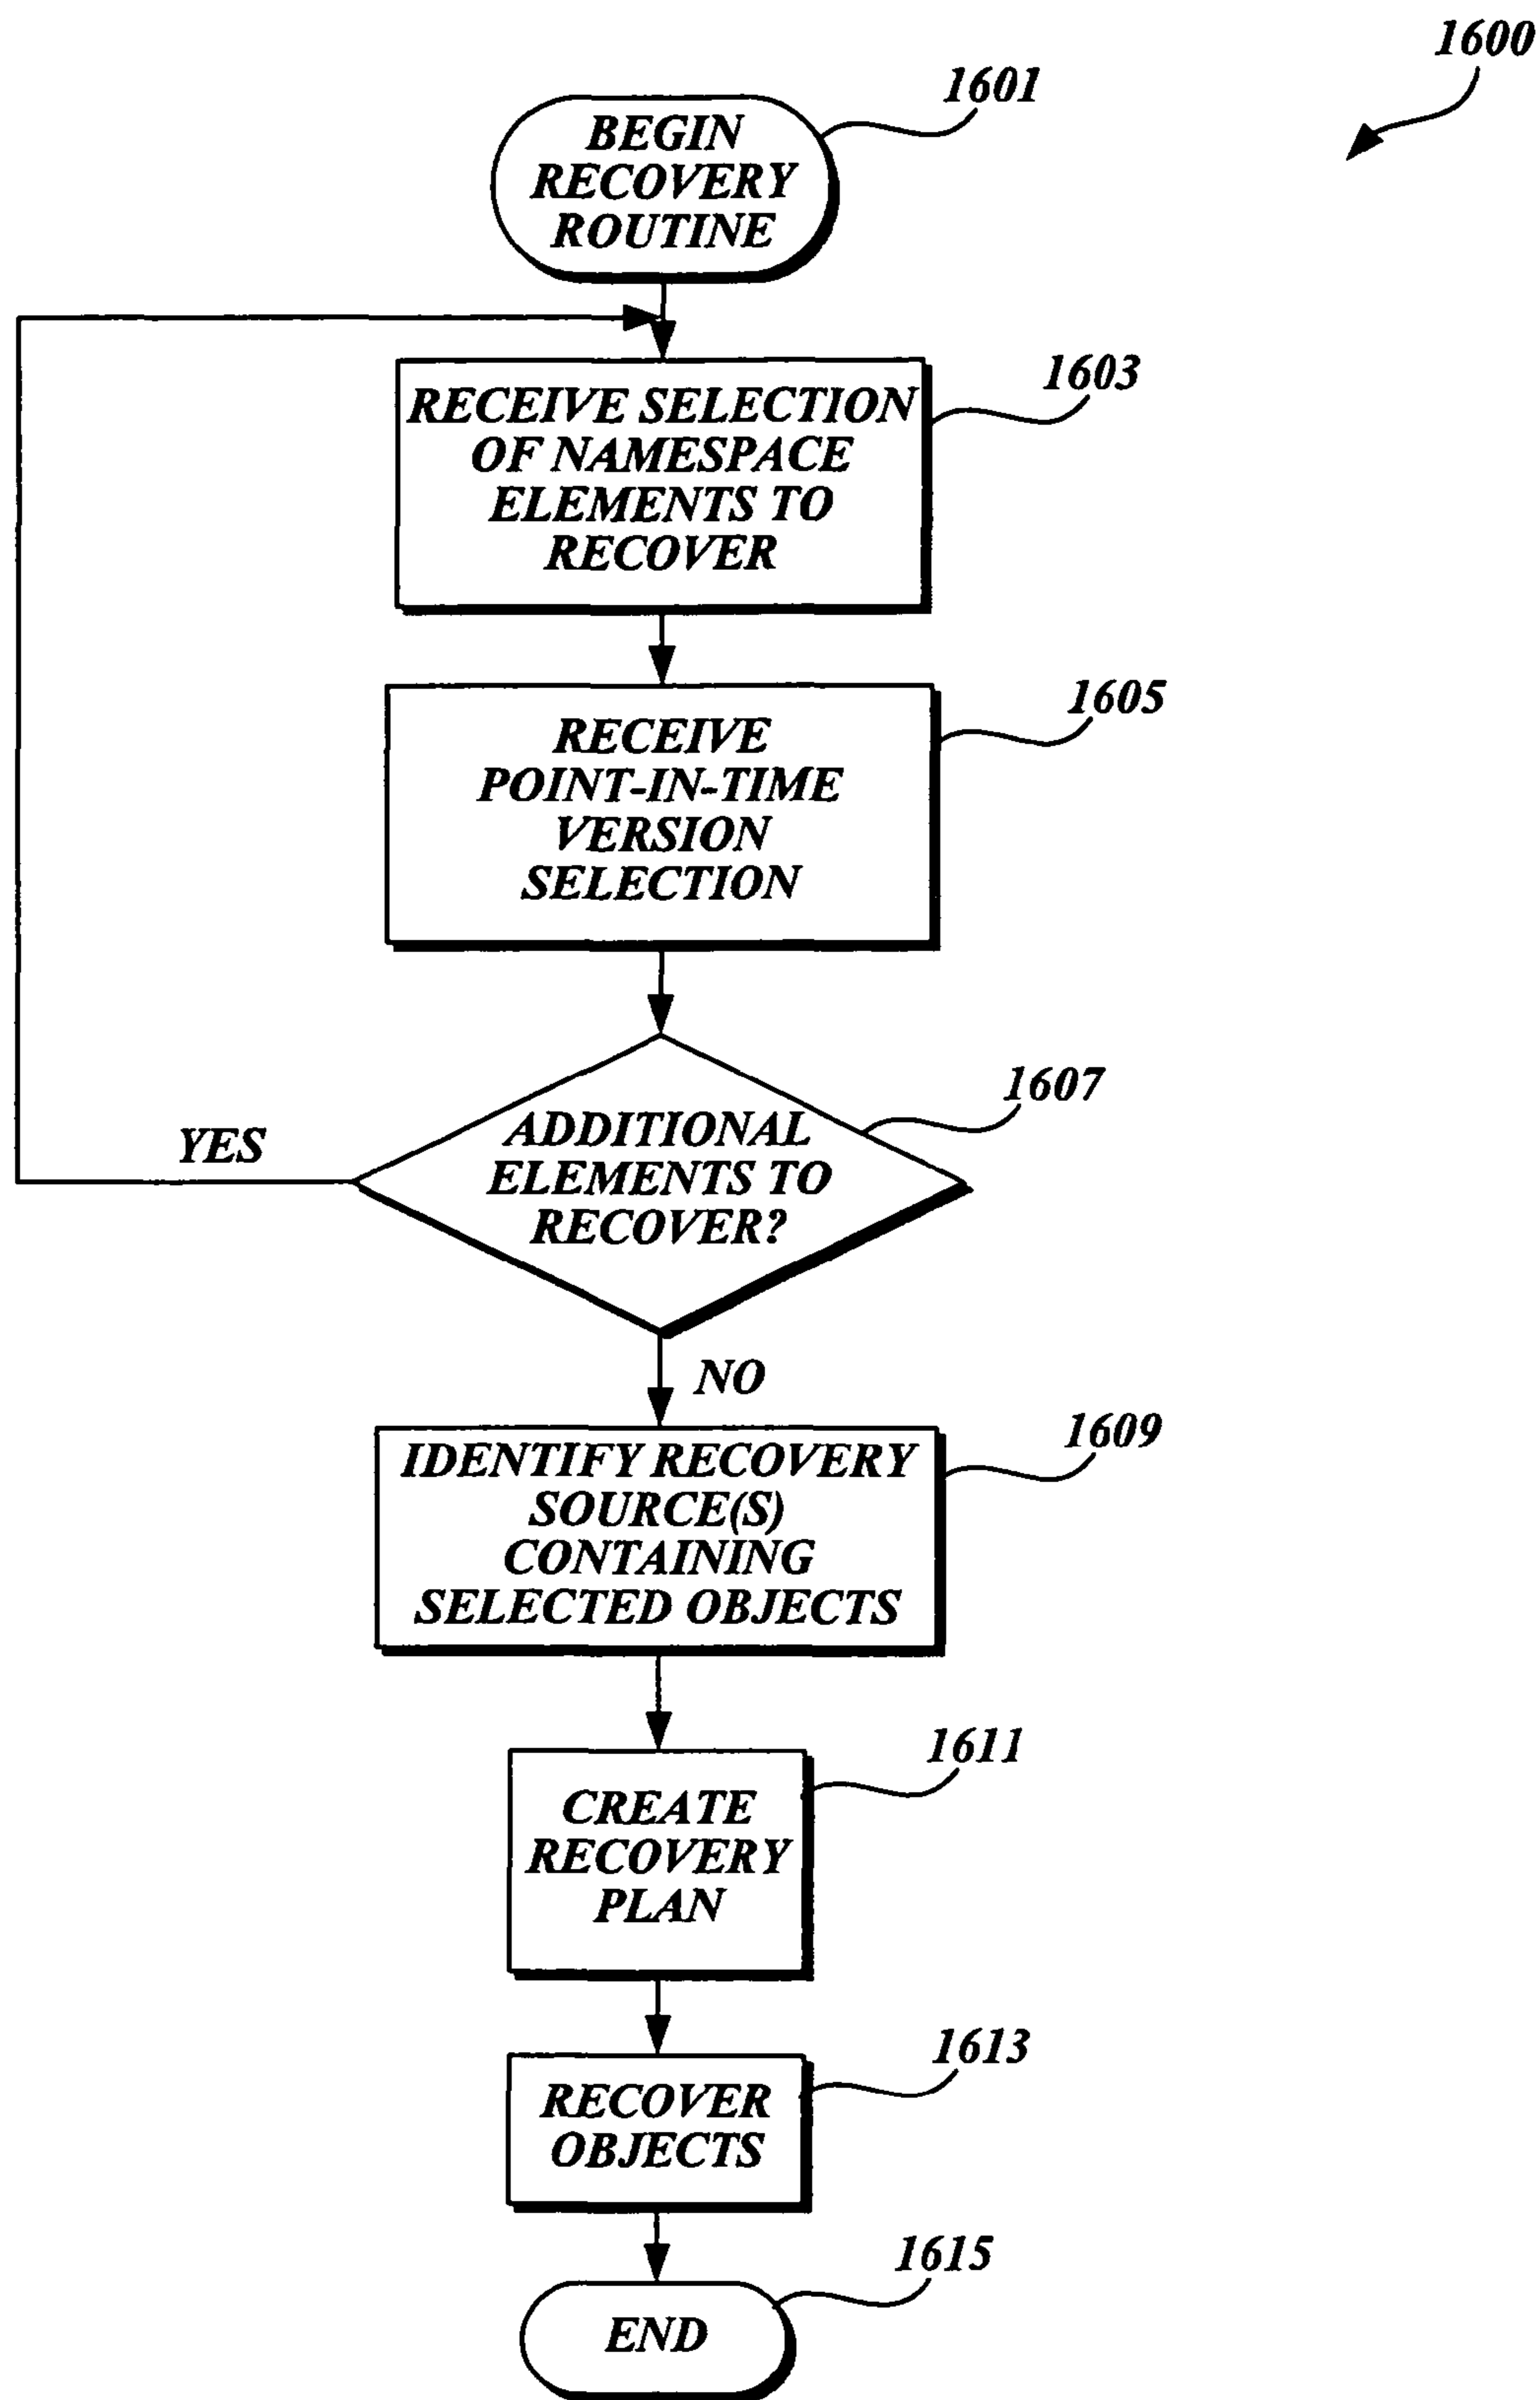 1600
1601
BEGIN
RECOVERY
ROUTINE
1603
RECEIVE SELECTION
OF NAMESPACE
ELEMENTS TO
RECOVER
1605
RECEIVE
POINT-IN-TIME
VERSION
SELECTION
1607
ADDITIONAL
ELEMENTS TO
RECOVER?
YES
NO
1609
IDENTIFY RECOVERY
SOURCE(S)
CONTAINING
SELECTED OBJECTS
1611
CREATE
RECOVERY
PLAN
1613
RECOVER
OBJECTS
1615
END